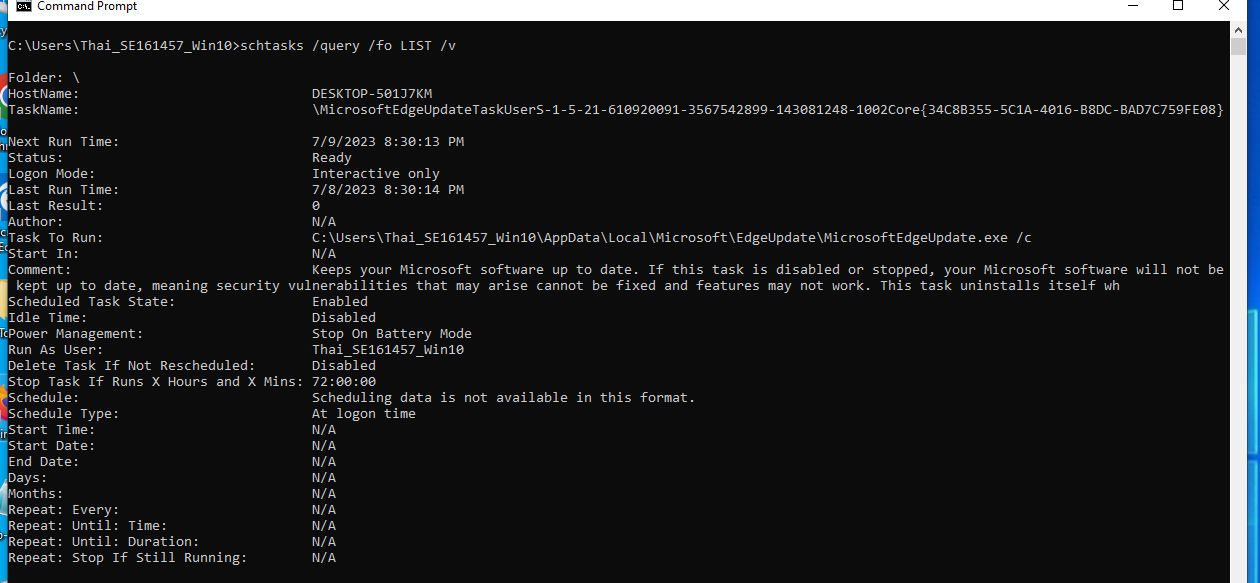 Command Prompt
C:\Users\Thai_SE161457_Win10>schtasks /query /fo LIST /v
Folder: \
HostName: DESKTOP-501J7KM
TaskName: \MicrosoftEdgeUpdateTaskUserS-1-5-21-610920091-3567542899-143081248-1002Core{34C8B355-5C1A-4016-B8DC-BAD7C759FE08}
Next Run Time: 7/9/2023 8:30:13 PM
Status: Ready
Logon Mode: Interactive only
Last Run Time: 7/8/2023 8:30:14 PM
Last Result: 0
Author: N/A
Task To Run: C:\Users\Thai_SE161457_Win10\AppData\Local\Microsoft\EdgeUpdate\MicrosoftEdgeUpdate.exe /c
Start In: N/A
Comment: Keeps your Microsoft software up to date. If this task is disabled or stopped, your Microsoft software will not be
kept up to date, meaning security vulnerabilities that may arise cannot be fixed and features may not work. This task uninstalls itself wh
Scheduled Task State: Enabled
Idle Time: Disabled
Power Management: Stop On Battery Mode
Run As User: Thai_SE161457_Win10
Delete Task If Not Rescheduled: Disabled
Stop Task If Runs X Hours and X Mins: 72:00:00
Schedule: Scheduling data is not available in this format.
Schedule Type: At logon time
Start Time: N/A
Start Date: N/A
End Date: N/A
Days: N/A
Months: N/A
Repeat: Every: N/A
Repeat: Until: Time: N/A
Repeat: Until: Duration: N/A
Repeat: Stop If Still Running: N/A